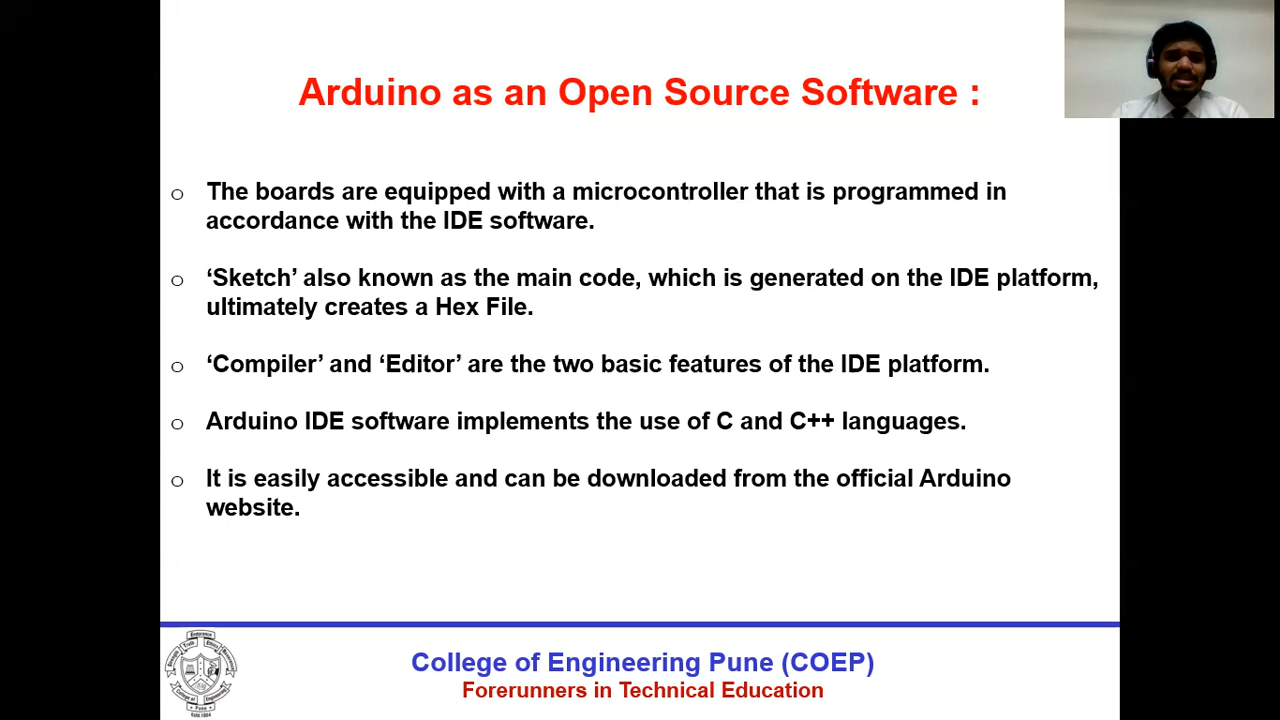 Arduino as an Open Source Software :
o The boards are equipped with a microcontroller that is programmed in
accordance with the IDE software.
o ‘Sketch’ also known as the main code, which is generated on the IDE platform,
ultimately creates a Hex File.
o ‘Compiler’ and ‘Editor’ are the two basic features of the IDE platform.
o Arduino IDE software implements the use of C and C++ languages.
o It is easily accessible and can be downloaded from the official Arduino
website.
College of Engineering Pune (COEP)
Forerunners in Technical Education
Endurance
Truth
Pune